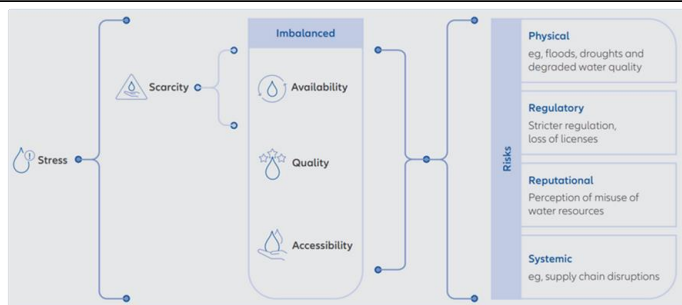 Stress
Scarcity
Imbalanced
Availability
Quality
Accessibility
Risks
Physical
eg, floods, droughts and
degraded water quality
Regulatory
Stricter regulation,
loss of licenses
Reputational
Perception of misuse of
water resources
Systemic
eg, supply chain disruptions